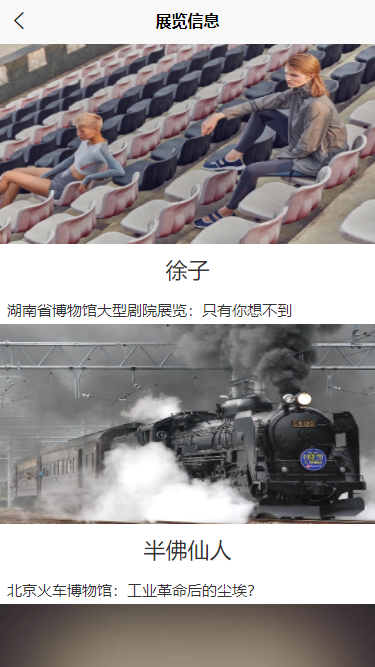 展览信息
徐子
湖南省博物馆大型剧院展览：只有你想不到
半佛仙人
北京火车博物馆：工业革命后的尘埃？